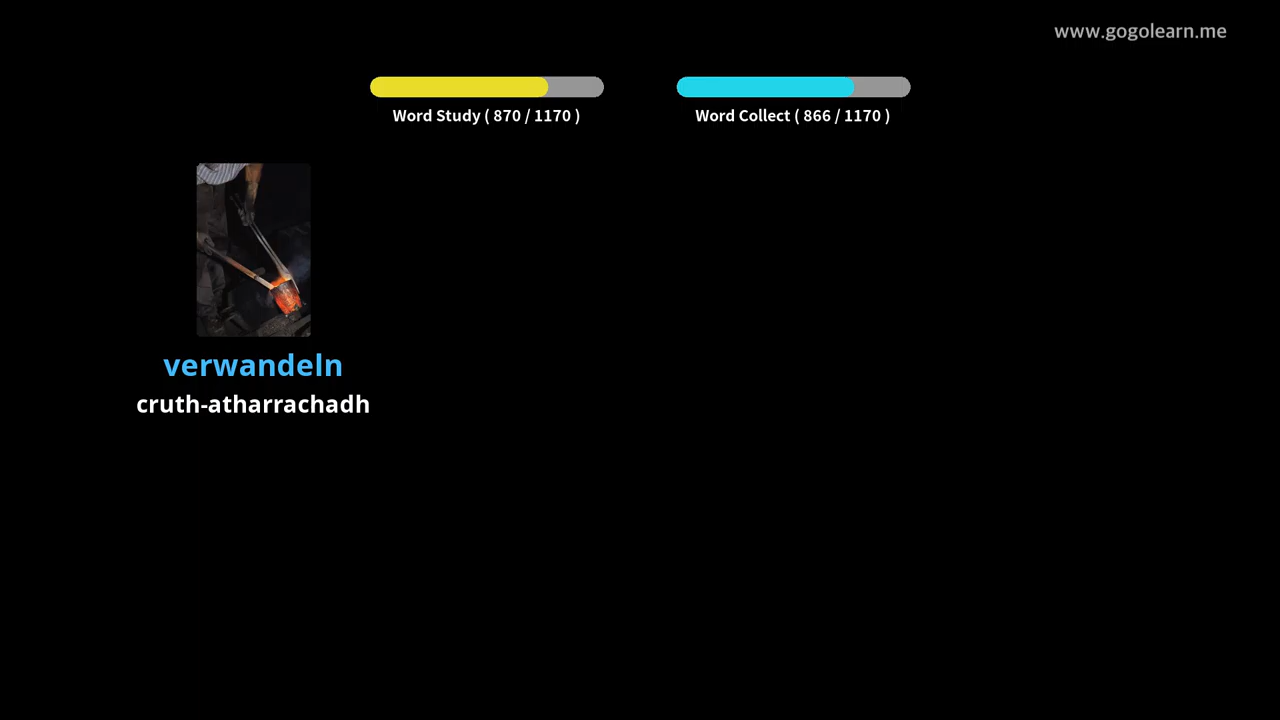 www.gogolearn.me
Word Study ( 870 / 1170 )
Word Collect ( 866 / 1170 )
verwandeln
cruth-atharrachadh